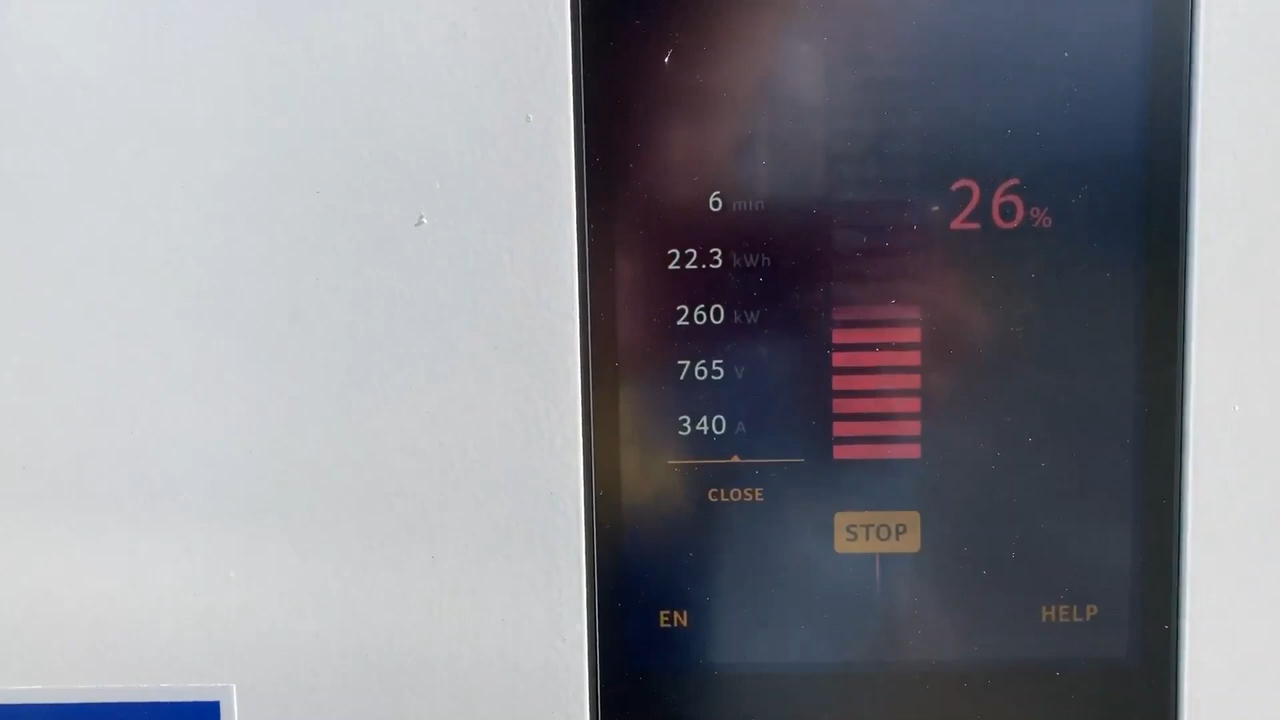 6 min
26%
22.3 kWh
260 kW
765 V
340 A
CLOSE
STOP
EN
HELP